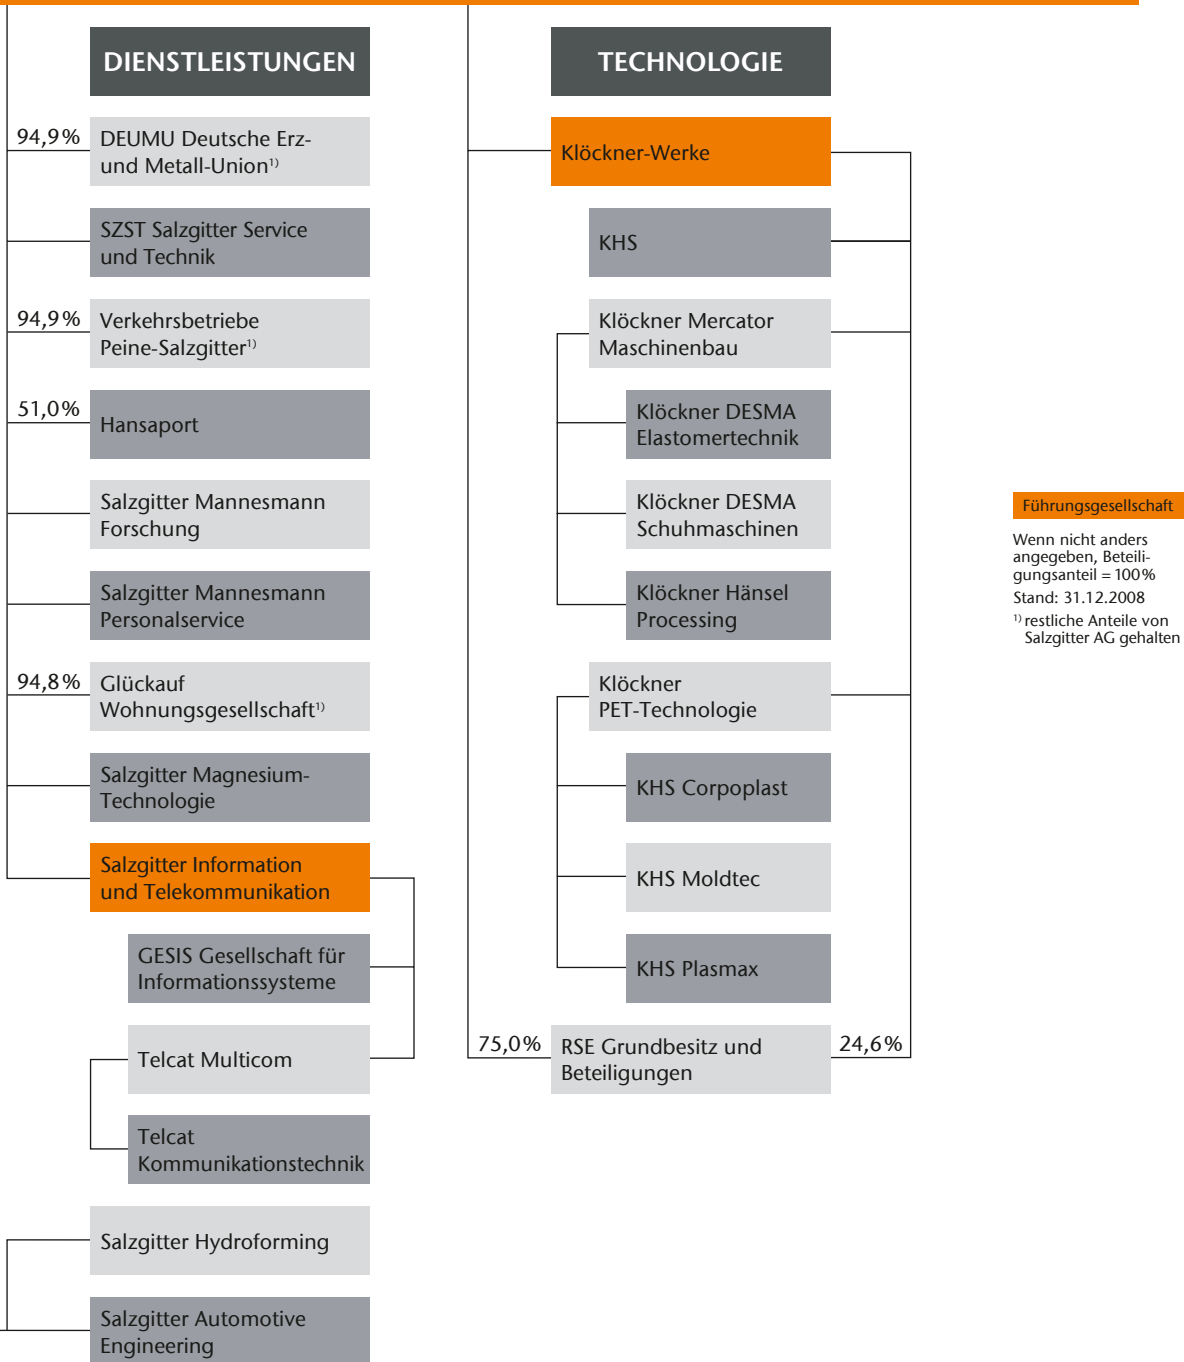 DIENSTLEISTUNGEN
94,9%
DEUMU Deutsche Erz-
und Metall-Union¹⁾
SZST Salzgitter Service
und Technik
94,9%
Verkehrsbetriebe
Peine-Salzgitter¹⁾
51,0%
Hansaport
Salzgitter Mannesmann
Forschung
Salzgitter Mannesmann
Personalservice
94,8%
Glückauf
Wohnungsgesellschaft¹⁾
Salzgitter Magnesium-
Technologie
Salzgitter Information
und Telekommunikation
GESIS Gesellschaft für
Informationssysteme
Telcat Multicom
Telcat
Kommunikationstechnik
Salzgitter Hydroforming
Salzgitter Automotive
Engineering
TECHNOLOGIE
Klöckner-Werke
KHS
Klöckner Mercator
Maschinenbau
Klöckner DESMA
Elastomertechnik
Klöckner DESMA
Schuhmaschinen
Klöckner Hänsel
Processing
Klöckner
PET-Technologie
KHS Corpoplast
KHS Moldtec
KHS Plasmax
75,0%
RSE Grundbesitz und
Beteiligungen
24,6%
Führungsgesellschaft
Wenn nicht anders
angegeben, Beteili-
gungsanteil = 100%
Stand: 31.12.2008
¹⁾ restliche Anteile von
Salzgitter AG gehalten